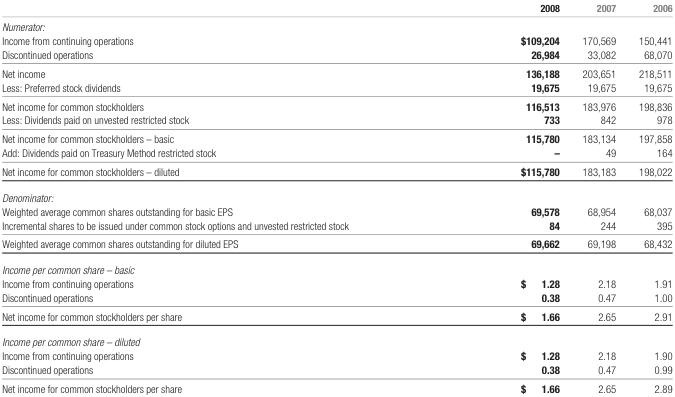 2008 2007 2006
Numerator:
Income from continuing operations $109,204 170,569 150,441
Discontinued operations 26,984 33,082 68,070
Net income 136,188 203,651 218,511
Less: Preferred stock dividends 19,675 19,675 19,675
Net income for common stockholders 116,513 183,976 198,836
Less: Dividends paid on unvested restricted stock 733 842 978
Net income for common stockholders – basic 115,780 183,134 197,858
Add: Dividends paid on Treasury Method restricted stock – 49 164
Net income for common stockholders – diluted $115,780 183,183 198,022
Denominator:
Weighted average common shares outstanding for basic EPS 69,578 68,954 68,037
Incremental shares to be issued under common stock options and unvested restricted stock 84 244 395
Weighted average common shares outstanding for diluted EPS 69,662 69,198 68,432
Income per common share – basic
Income from continuing operations $ 1.28 2.18 1.91
Discontinued operations 0.38 0.47 1.00
Net income for common stockholders per share $ 1.66 2.65 2.91
Income per common share – diluted
Income from continuing operations $ 1.28 2.18 1.90
Discontinued operations 0.38 0.47 0.99
Net income for common stockholders per share $ 1.66 2.65 2.89